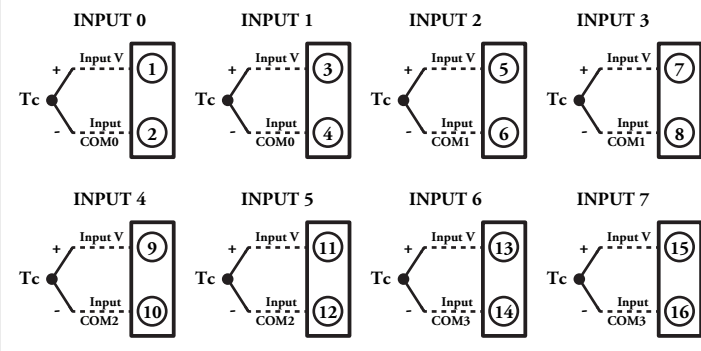 INPUT 0 INPUT 1 INPUT 2 INPUT 3
+ Input V 1 + Input V 3 + Input V 5 + Input V 7
Tc Tc Tc Tc
- Input COM0 2 - Input COM0 4 - Input COM1 6 - Input COM1 8
INPUT 4 INPUT 5 INPUT 6 INPUT 7
+ Input V 9 + Input V 11 + Input V 13 + Input V 15
Tc Tc Tc Tc
- Input COM2 10 - Input COM2 12 - Input COM3 14 - Input COM3 16